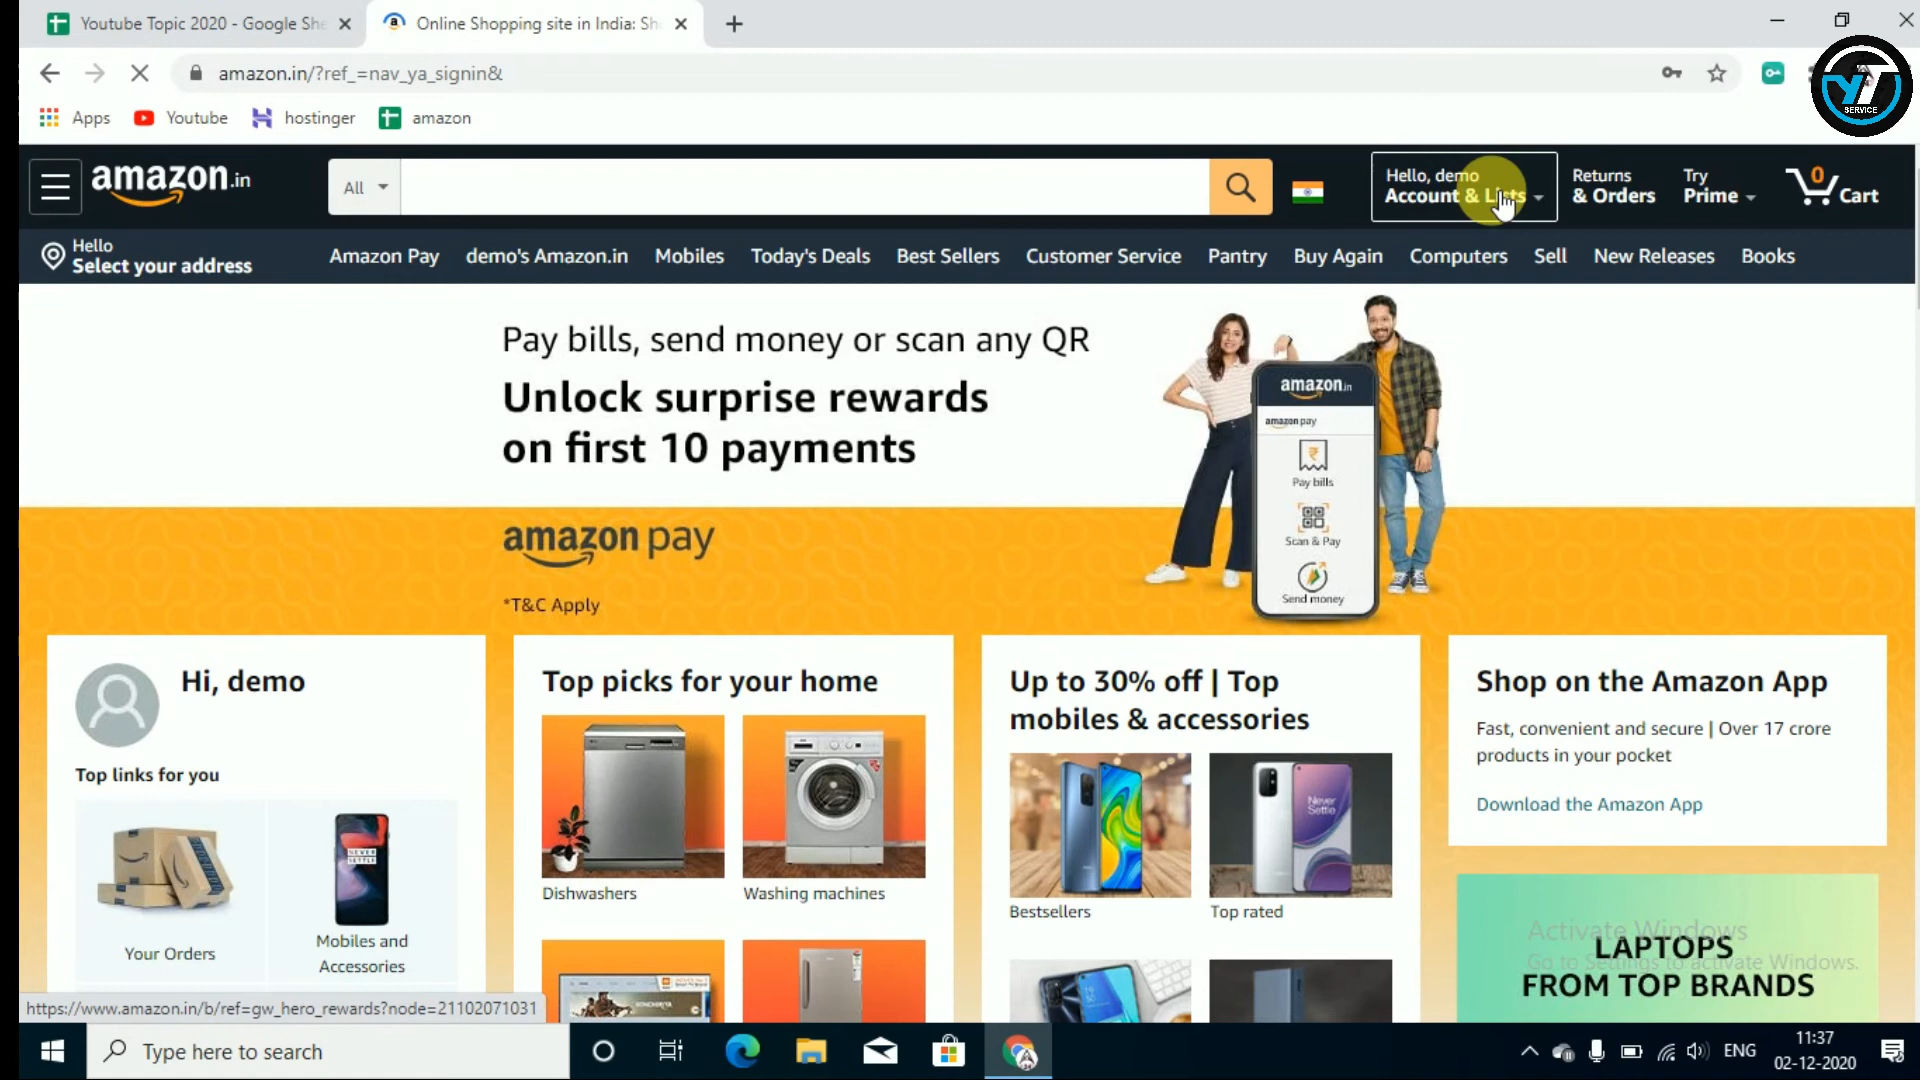 Youtube Topic 2020 - Google She
Online Shopping site in India: Sh
amazon.in/?ref_=nav_ya_signin&
Apps
Youtube
hostinger
amazon
YT
SERVICE
amazon.in
All
Hello, demo
Account & Lists
Returns
& Orders
Try
Prime
0
Cart
Hello
Select your address
Amazon Pay
demo's Amazon.in
Mobiles
Today's Deals
Best Sellers
Customer Service
Pantry
Buy Again
Computers
Sell
New Releases
Books
Pay bills, send money or scan any QR
Unlock surprise rewards
on first 10 payments
amazon pay
*T&C Apply
amazon.in
amazon pay
Pay bills
Scan & Pay
Send money
Hi, demo
Top links for you
Your Orders
Mobiles and
Accessories
Top picks for your home
Dishwashers
Washing machines
Up to 30% off | Top
mobiles & accessories
Never
Settle
Bestsellers
Top rated
Shop on the Amazon App
Fast, convenient and secure | Over 17 crore
products in your pocket
Download the Amazon App
LAPTOPS
FROM TOP BRANDS
Activate Windows
Go to Settings to activate Windows.
https://www.amazon.in/b/ref=gw_hero_rewards?node=21102071031
Type here to search
ENG
11:37
02-12-2020